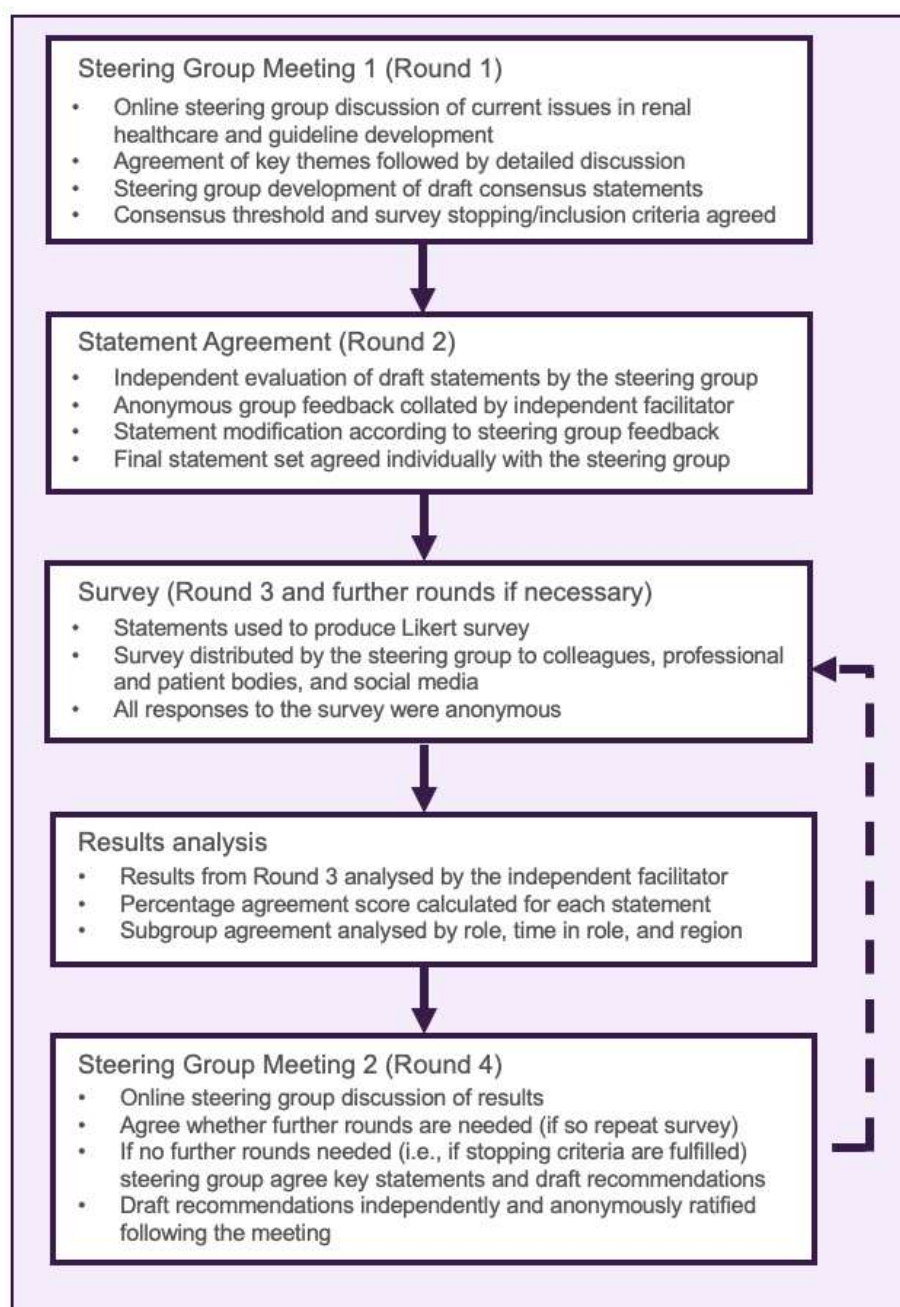 Steering Group Meeting 1 (Round 1)
• Online steering group discussion of current issues in renal
healthcare and guideline development
• Agreement of key themes followed by detailed discussion
• Steering group development of draft consensus statements
• Consensus threshold and survey stopping/inclusion criteria agreed
Statement Agreement (Round 2)
• Independent evaluation of draft statements by the steering group
• Anonymous group feedback collated by independent facilitator
• Statement modification according to steering group feedback
• Final statement set agreed individually with the steering group
Survey (Round 3 and further rounds if necessary)
• Statements used to produce Likert survey
• Survey distributed by the steering group to colleagues, professional
and patient bodies, and social media
• All responses to the survey were anonymous
Results analysis
• Results from Round 3 analysed by the independent facilitator
• Percentage agreement score calculated for each statement
• Subgroup agreement analysed by role, time in role, and region
Steering Group Meeting 2 (Round 4)
• Online steering group discussion of results
• Agree whether further rounds are needed (if so repeat survey)
• If no further rounds needed (i.e., if stopping criteria are fulfilled)
steering group agree key statements and draft recommendations
• Draft recommendations independently and anonymously ratified
following the meeting